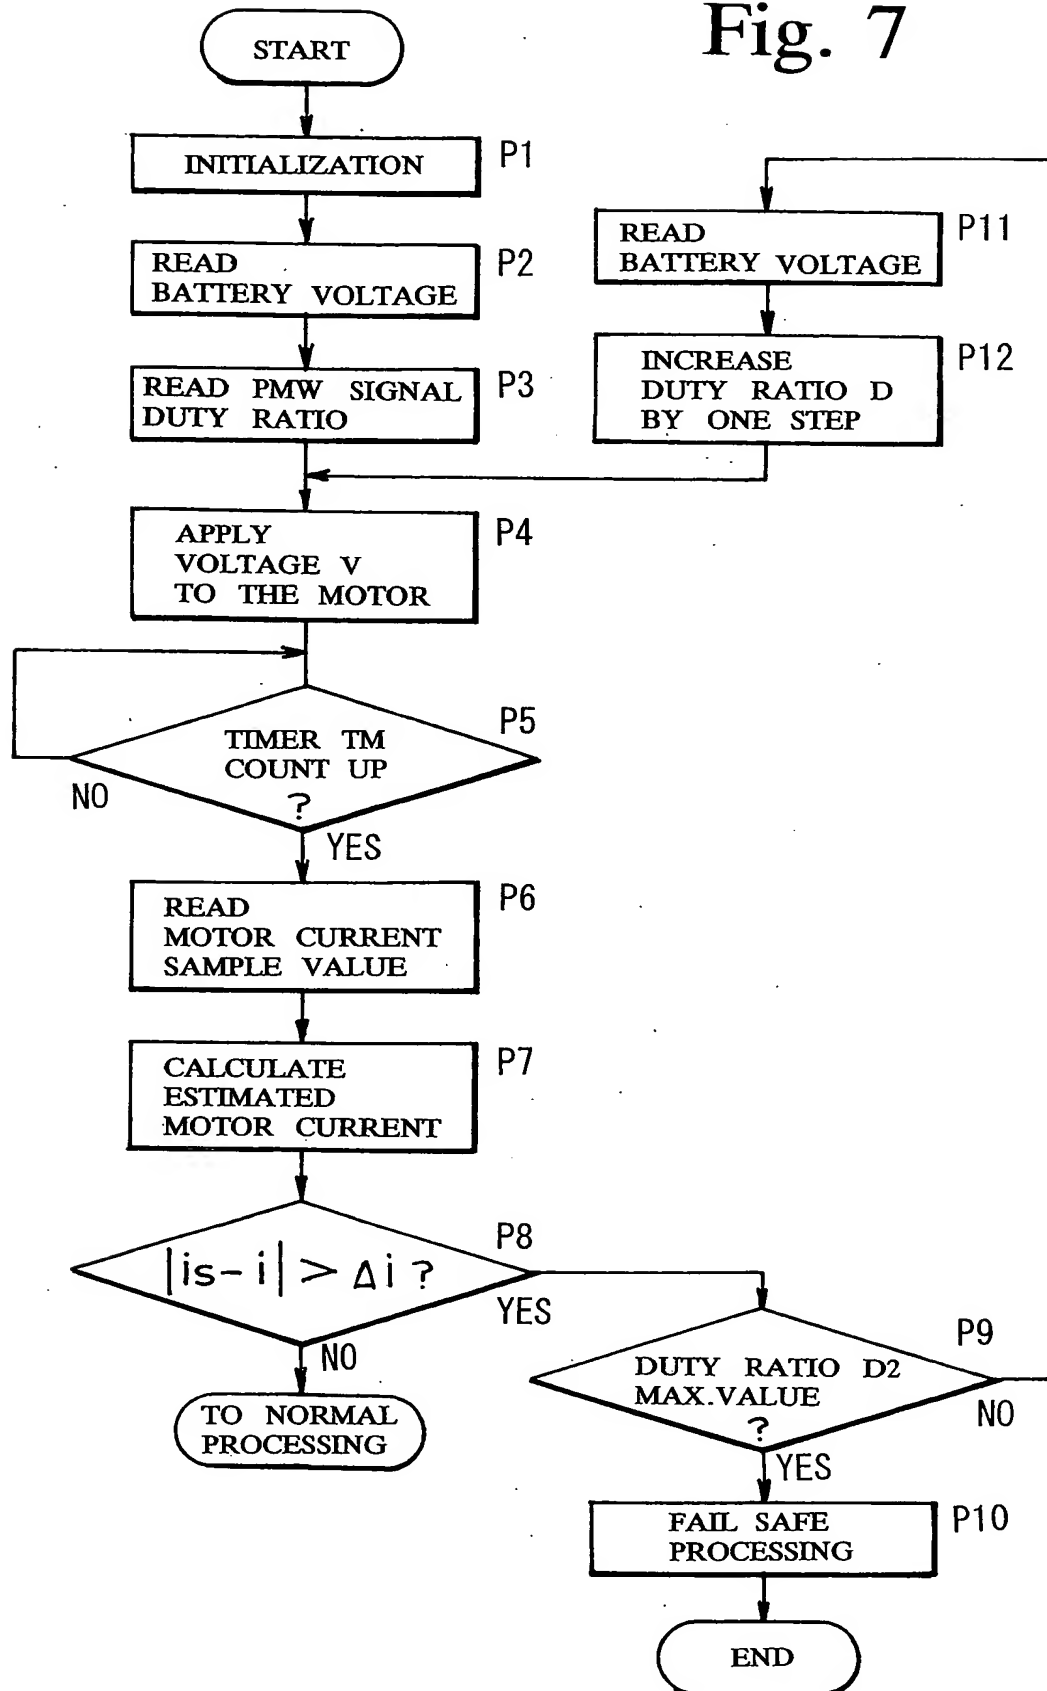 Fig. 7
START
INITIALIZATION
P1
READ
BATTERY VOLTAGE
P2
READ PMW SIGNAL
DUTY RATIO
P3
READ
BATTERY VOLTAGE
P11
INCREASE
DUTY RATIO D
BY ONE STEP
P12
APPLY
VOLTAGE V
TO THE MOTOR
P4
TIMER TM
COUNT UP
?
P5
NO
YES
READ
MOTOR CURRENT
SAMPLE VALUE
P6
CALCULATE
ESTIMATED
MOTOR CURRENT
P7
|is-i| > Δi ?
P8
YES
NO
TO NORMAL
PROCESSING
DUTY RATIO D2
MAX.VALUE
?
P9
NO
YES
FAIL SAFE
PROCESSING
P10
END